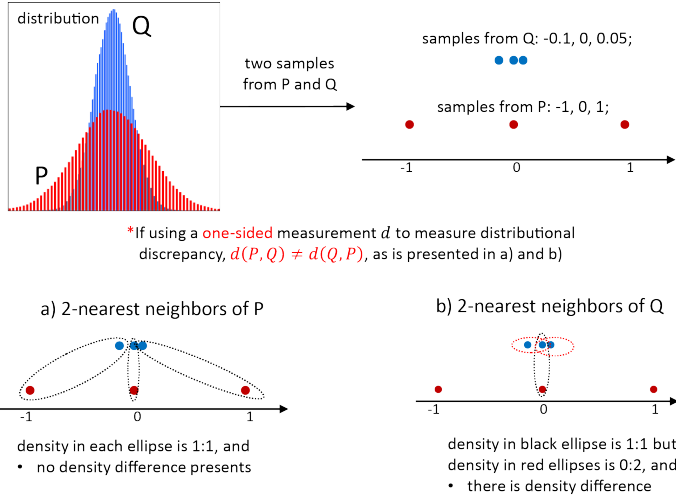 distribution
Q
P
two samples
from P and Q
samples from Q: -0.1, 0, 0.05;
samples from P: -1, 0, 1;
-1 0 1
*If using a one-sided measurement d to measure distributional
discrepancy, d(P, Q) ≠ d(Q, P), as is presented in a) and b)
a) 2-nearest neighbors of P
-1 0 1
density in each ellipse is 1:1, and
• no density difference presents
b) 2-nearest neighbors of Q
-1 0 1
density in black ellipse is 1:1 but
density in red ellipses is 0:2, and
• there is density difference